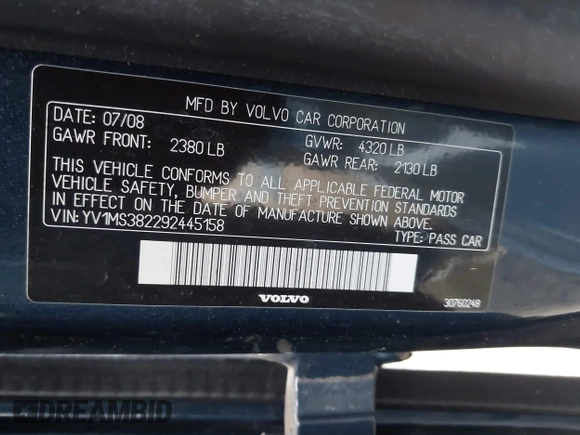 MFD BY VOLVO CAR CORPORATION
DATE: 07/08 GVWR: 4320 LB
GAWR FRONT: 2380 LB GAWR REAR: 2130 LB
THIS VEHICLE CONFORMS TO ALL APPLICABLE FEDERAL MOTOR
VEHICLE SAFETY, BUMPER AND THEFT PREVENTION STANDARDS
IN EFFECT ON THE DATE OF MANUFACTURE SHOWN ABOVE.
VIN: YV1MS382292445158 TYPE: PASS CAR
VOLVO 30760248
DREAMBID